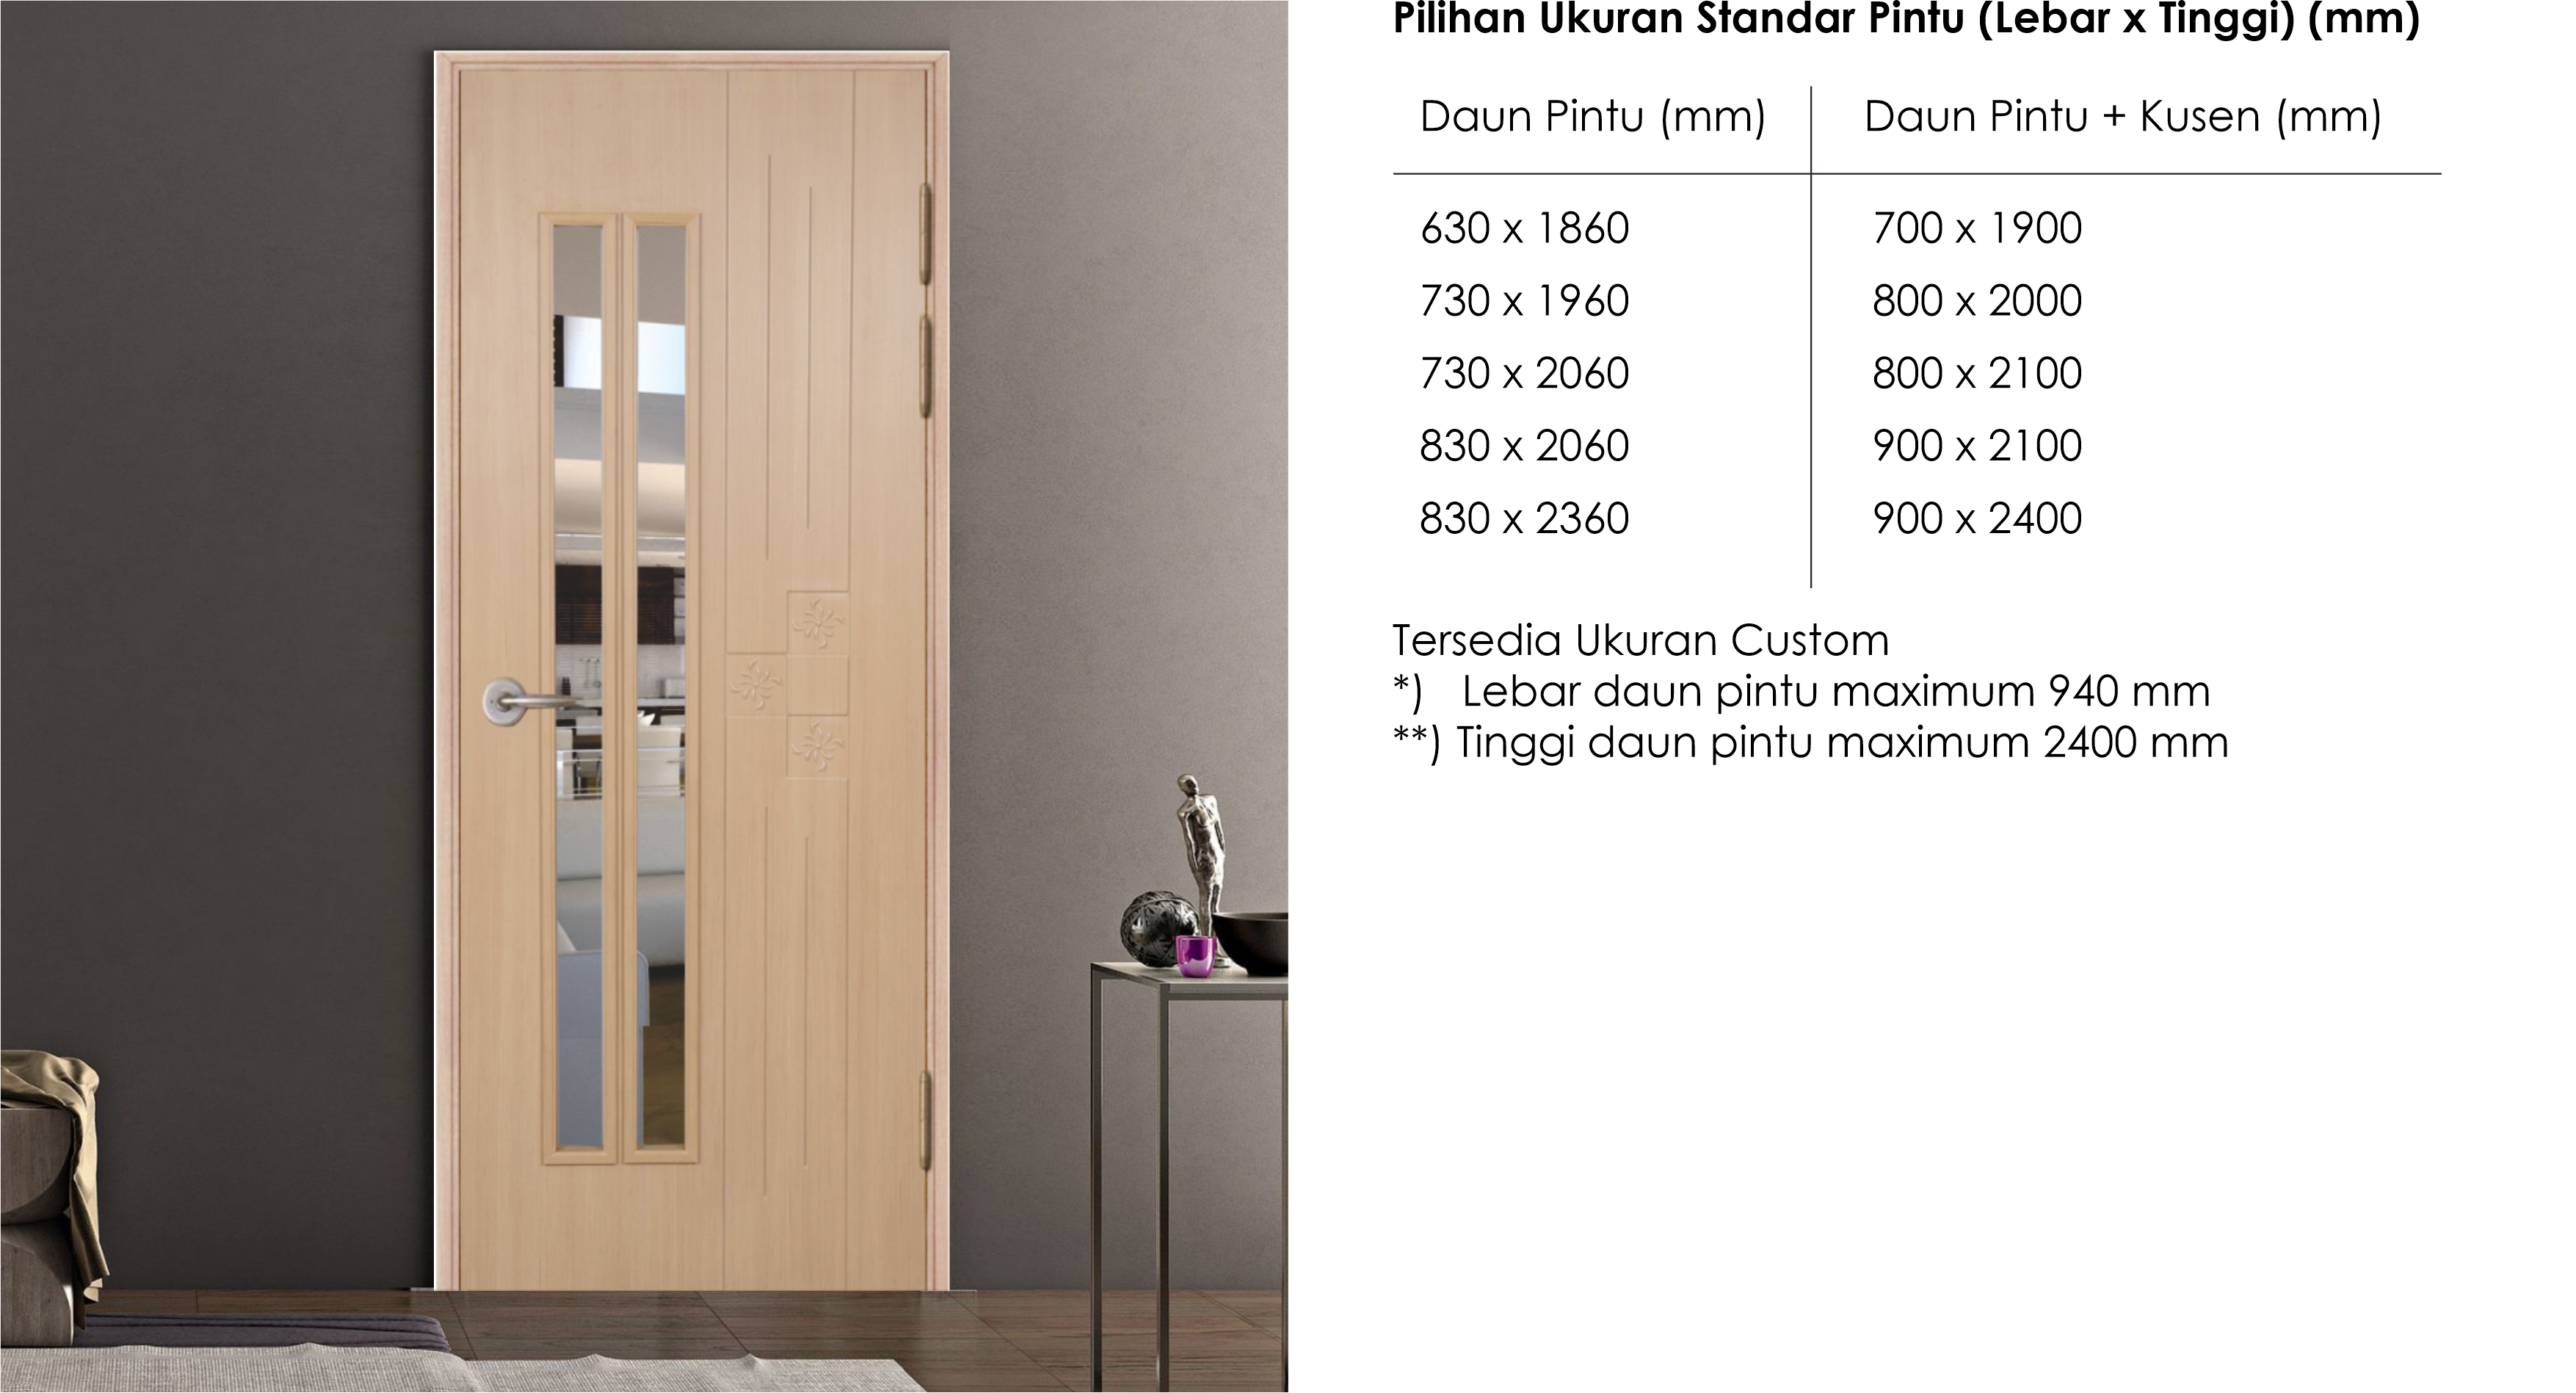 Pilihan Ukuran Standar Pintu (Lebar x Tinggi) (mm)
Daun Pintu (mm) Daun Pintu + Kusen (mm)
630 x 1860 700 x 1900
730 x 1960 800 x 2000
730 x 2060 800 x 2100
830 x 2060 900 x 2100
830 x 2360 900 x 2400
Tersedia Ukuran Custom
*) Lebar daun pintu maximum 940 mm
**) Tinggi daun pintu maximum 2400 mm